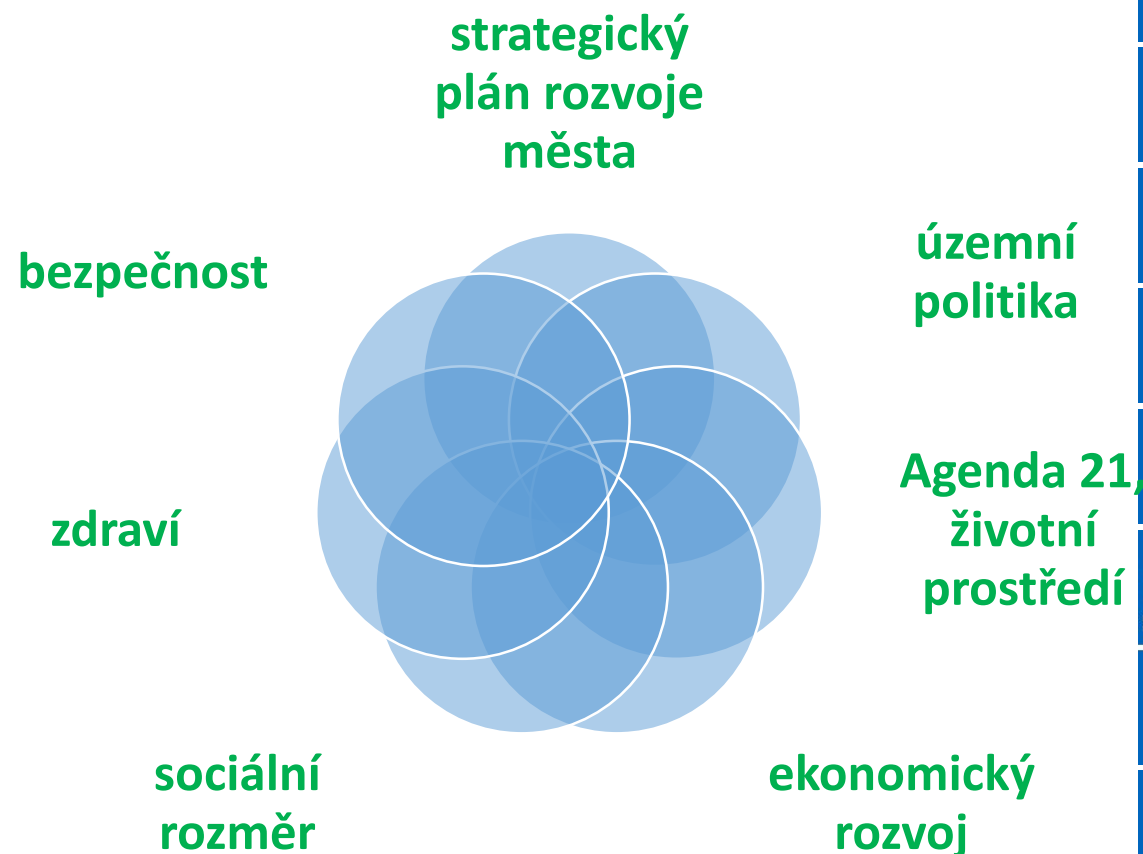 strategický
plán rozvoje
města
územní
politika
Agenda 21,
životní
prostředí
ekonomický
rozvoj
sociální
rozměr
zdraví
bezpečnost